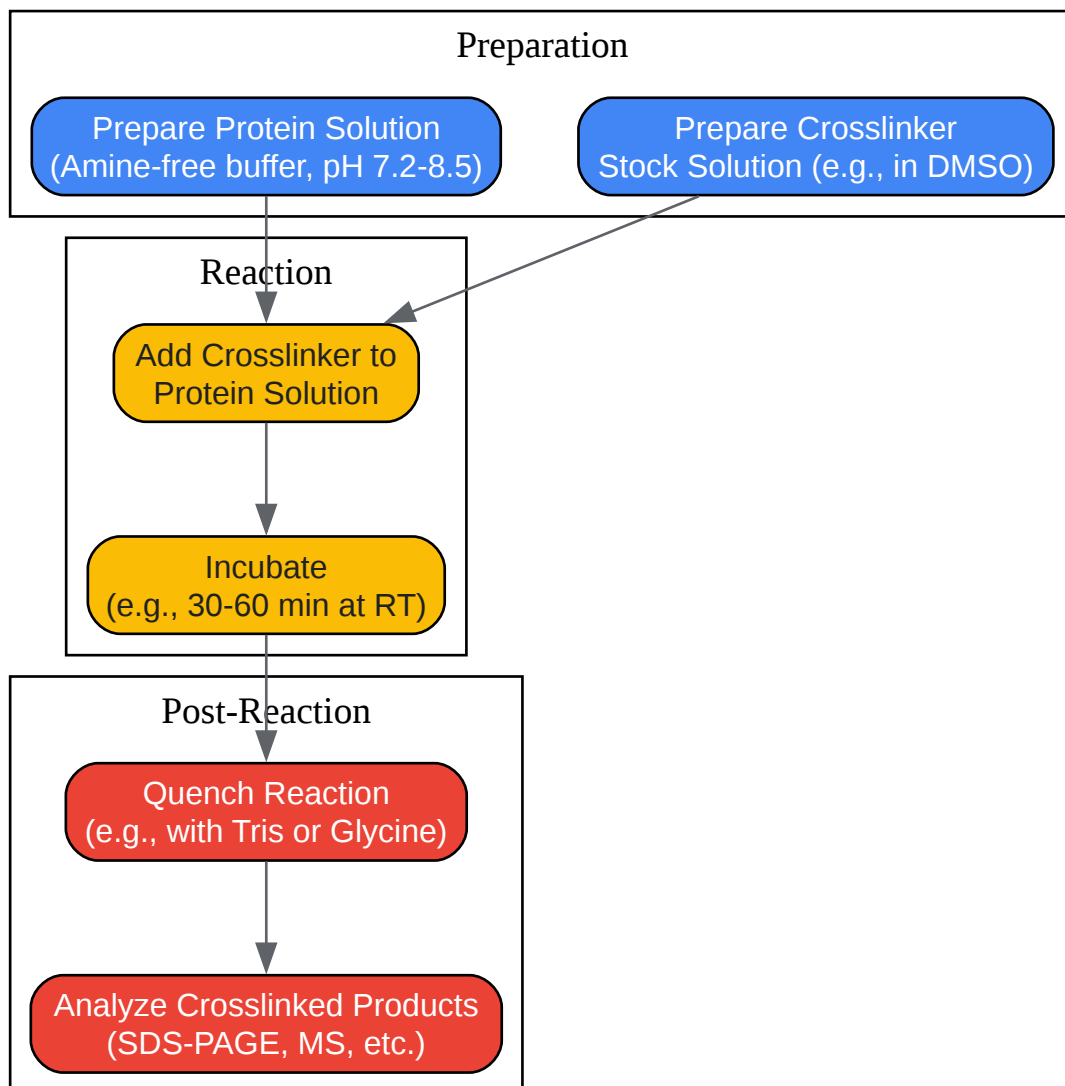 Preparation
Prepare Protein Solution
(Amine-free buffer, pH 7.2-8.5)
Prepare Crosslinker
Stock Solution (e.g., in DMSO)
Reaction
Add Crosslinker to
Protein Solution
Incubate
(e.g., 30-60 min at RT)
Post-Reaction
Quench Reaction
(e.g., with Tris or Glycine)
Analyze Crosslinked Products
(SDS-PAGE, MS, etc.)